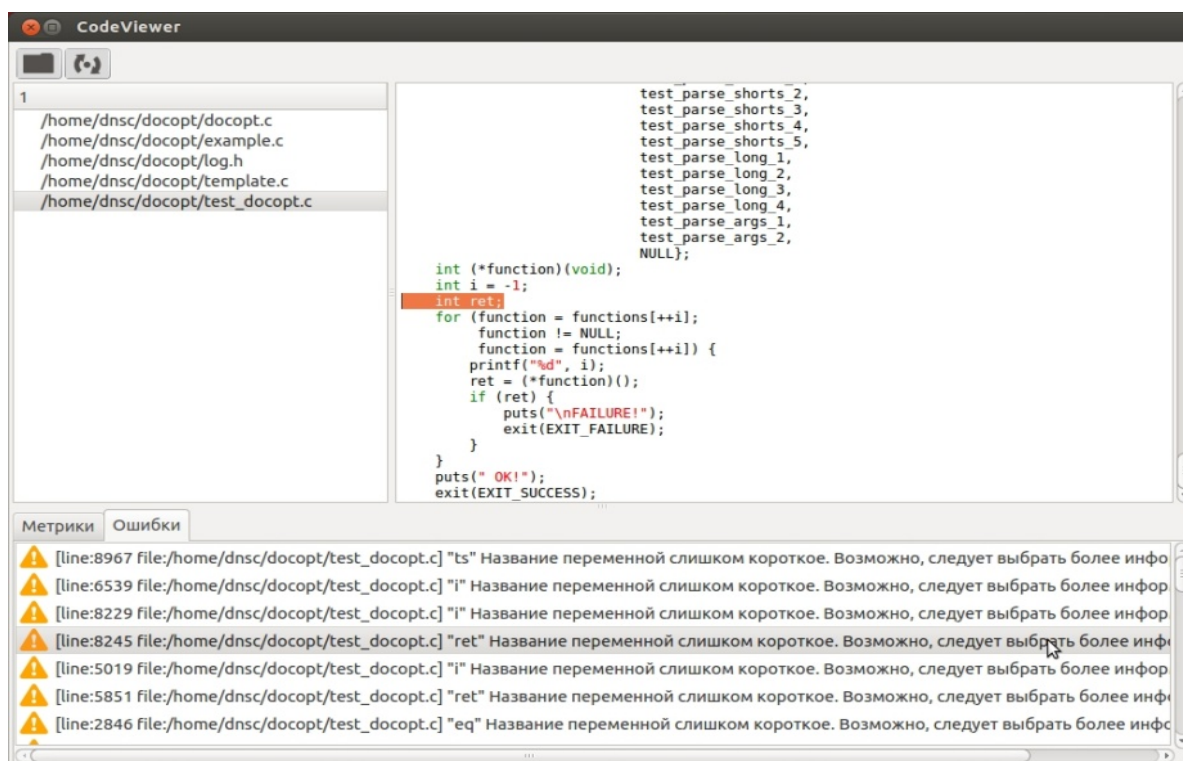 CodeViewer
1
/home/dnsc/docopt/docopt.c
/home/dnsc/docopt/example.c
/home/dnsc/docopt/log.h
/home/dnsc/docopt/template.c
/home/dnsc/docopt/test_docopt.c
test_parse_shorts_2,
test_parse_shorts_3,
test_parse_shorts_4,
test_parse_shorts_5,
test_parse_long_1,
test_parse_long_2,
test_parse_long_3,
test_parse_long_4,
test_parse_args_1,
test_parse_args_2,
NULL};
int (*function)(void);
int i = -1;
int ret;
for (function = functions[++i];
function != NULL;
function = functions[++i]) {
printf("%d", i);
ret = (*function)();
if (ret) {
puts("\nFAILURE!");
exit(EXIT_FAILURE);
}
}
puts(" OK!");
exit(EXIT_SUCCESS);
Метрики Ошибки
[line:8967 file:/home/dnsc/docopt/test_docopt.c] "ts" Название переменной слишком короткое. Возможно, следует выбрать более инфо
[line:6539 file:/home/dnsc/docopt/test_docopt.c] "i" Название переменной слишком короткое. Возможно, следует выбрать более инфор
[line:8229 file:/home/dnsc/docopt/test_docopt.c] "i" Название переменной слишком короткое. Возможно, следует выбрать более инфор
[line:8245 file:/home/dnsc/docopt/test_docopt.c] "ret" Название переменной слишком короткое. Возможно, следует выбрать более инф
[line:5019 file:/home/dnsc/docopt/test_docopt.c] "i" Название переменной слишком короткое. Возможно, следует выбрать более инфор
[line:5851 file:/home/dnsc/docopt/test_docopt.c] "ret" Название переменной слишком короткое. Возможно, следует выбрать более инф
[line:2846 file:/home/dnsc/docopt/test_docopt.c] "eq" Название переменной слишком короткое. Возможно, следует выбрать более инфо